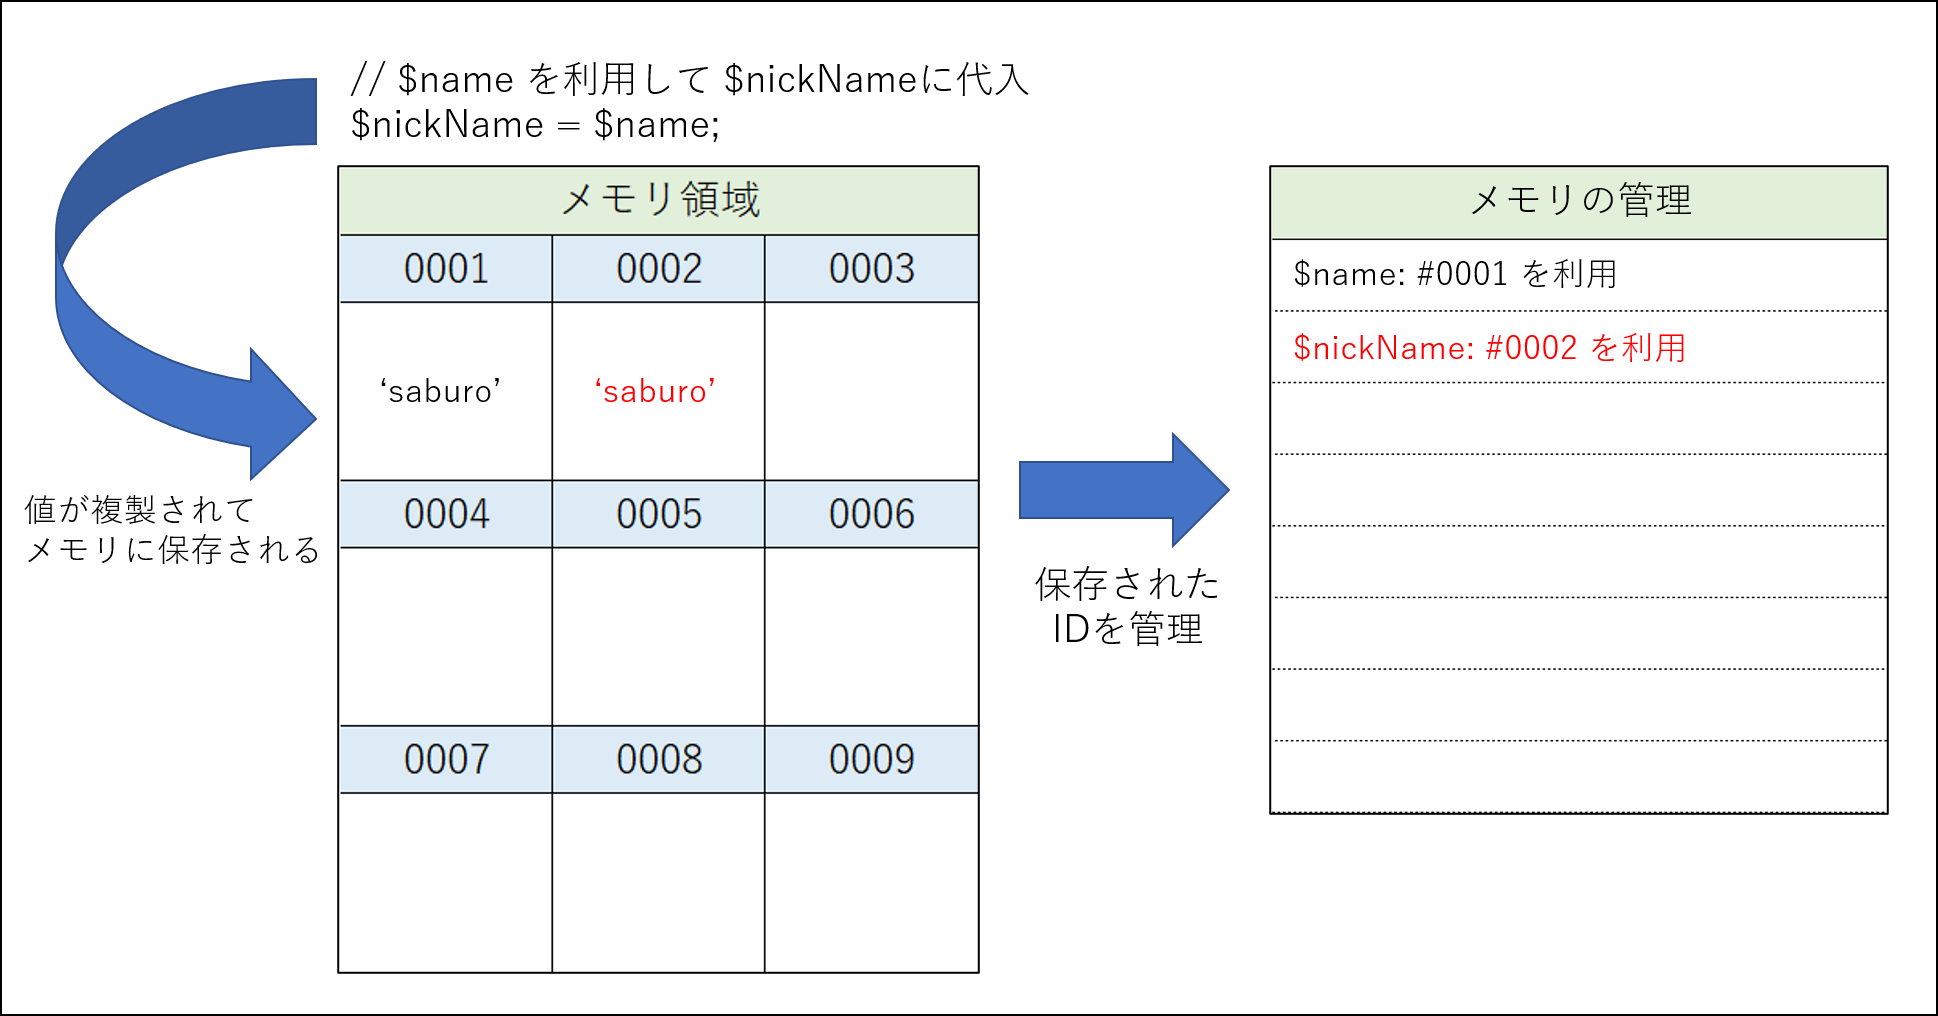 // $name を利用して $nickNameに代入
$nickName = $name;
メモリ領域
0001 0002 0003
‘saburo’ ‘saburo’
0004 0005 0006
0007 0008 0009
値が複製されて
メモリに保存される
保存された
IDを管理
メモリの管理
$name: #0001 を利用
$nickName: #0002 を利用